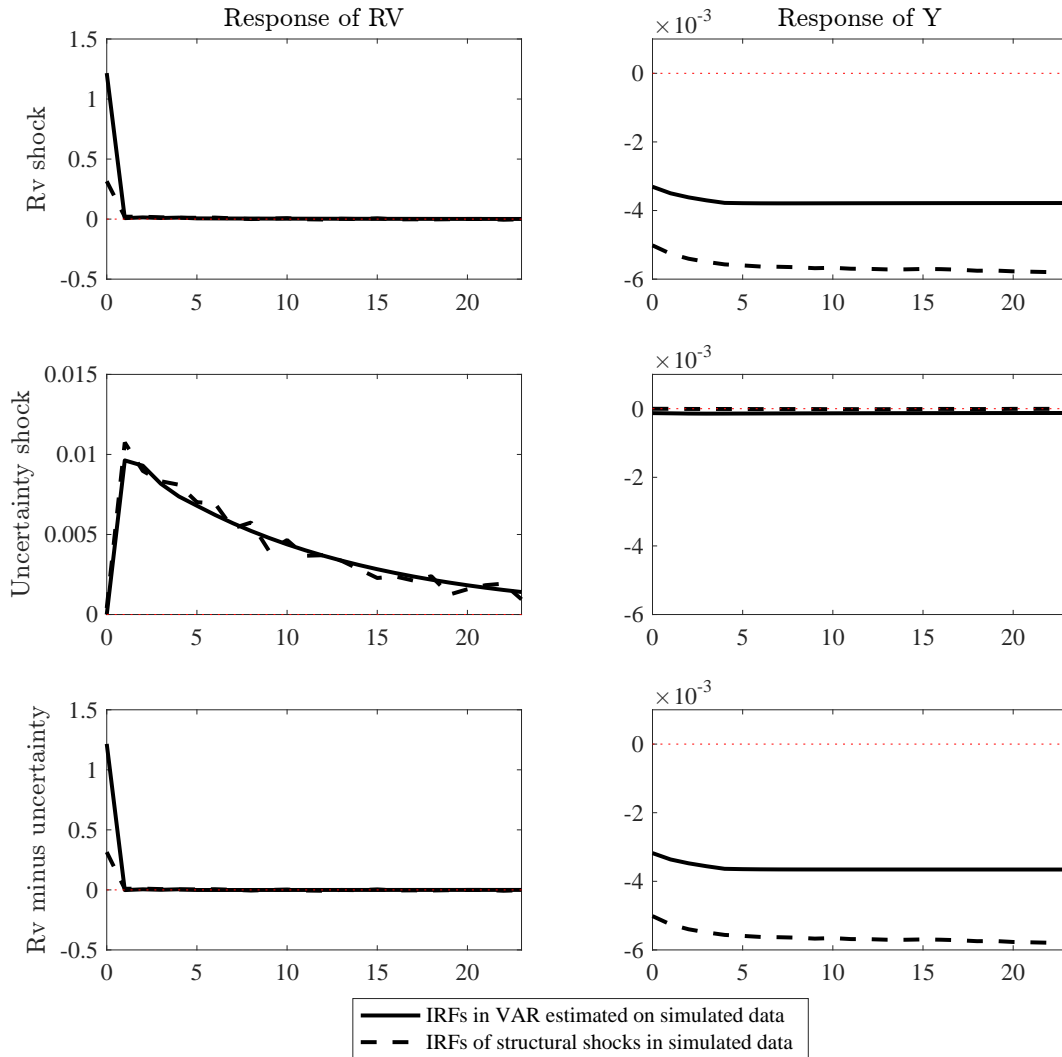 Response of RV
Response of Y
Rv shock
1.5
1
0.5
0
-0.5
0 5 10 15 20
×10-3
0
-2
-4
-6
0 5 10 15 20
Uncertainty shock
0.015
0.01
0.005
0
0 5 10 15 20
×10-3
0
-2
-4
-6
0 5 10 15 20
Rv minus uncertainty
1.5
1
0.5
0
-0.5
0 5 10 15 20
×10-3
0
-2
-4
-6
0 5 10 15 20
IRFs in VAR estimated on simulated data
IRFs of structural shocks in simulated data